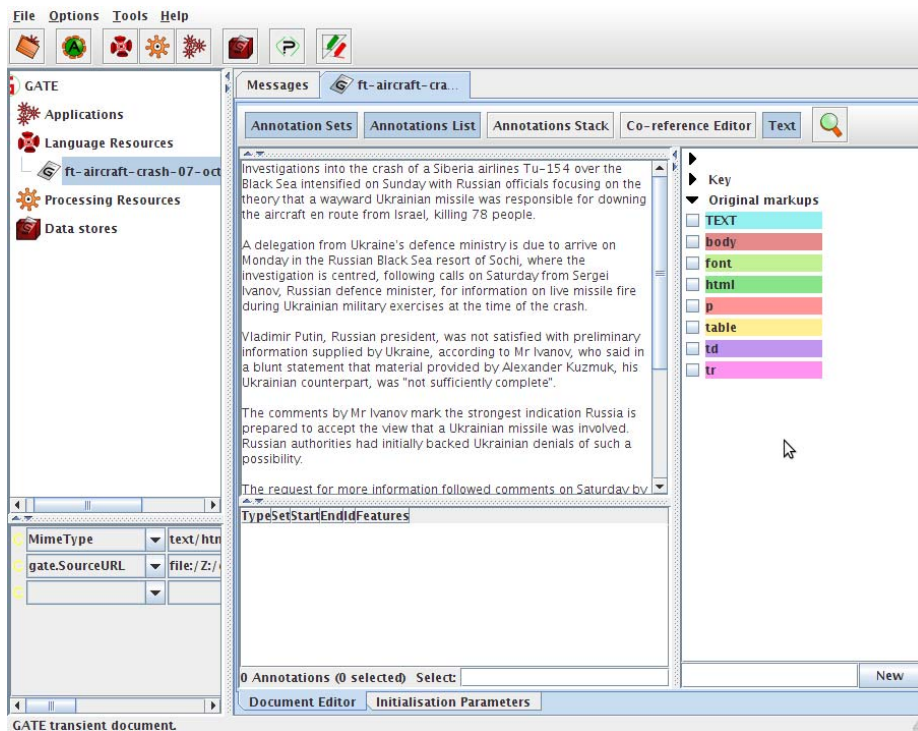 File Options Tools Help
GATE
Applications
Language Resources
ft-aircraft-crash-07-oct
Processing Resources
Data stores
MimeType text/htm
gate.SourceURL file:/Z:/
GATE transient document.
Messages ft-aircraft-cra...
Annotation Sets Annotations List Annotations Stack Co-reference Editor Text
Investigations into the crash of a Siberia airlines Tu-154 over the
Black Sea intensified on Sunday with Russian officials focusing on the
theory that a wayward Ukrainian missile was responsible for downing
the aircraft en route from Israel, killing 78 people.
A delegation from Ukraine's defence ministry is due to arrive on
Monday in the Russian Black Sea resort of Sochi, where the
investigation is centred, following calls on Saturday from Sergei
Ivanov, Russian defence minister, for information on live missile fire
during Ukrainian military exercises at the time of the crash.
Vladimir Putin, Russian president, was not satisfied with preliminary
information supplied by Ukraine, according to Mr Ivanov, who said in
a blunt statement that material provided by Alexander Kuzmuk, his
Ukrainian counterpart, was "not sufficiently complete".
The comments by Mr Ivanov mark the strongest indication Russia is
prepared to accept the view that a Ukrainian missile was involved.
Russian authorities had initially backed Ukrainian denials of such a
possibility.
The request for more information followed comments on Saturday by
Type Set Start End Id Features
0 Annotations (0 selected) Select:
Document Editor Initialisation Parameters
Key
Original markups
TEXT
body
font
html
p
table
td
tr
New